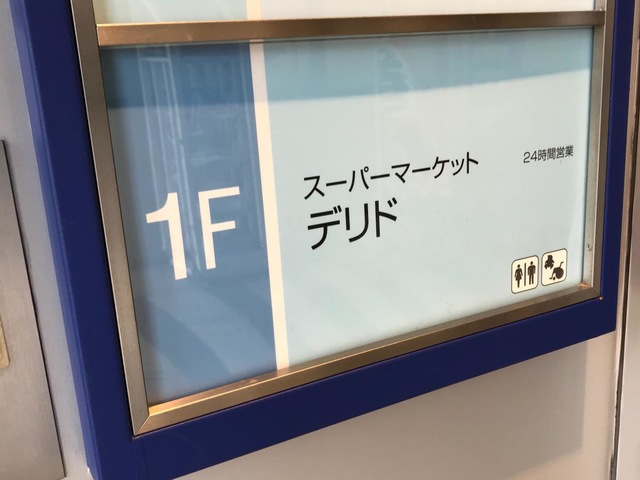 1F
スーパーマーケット
デリド
24時間営業